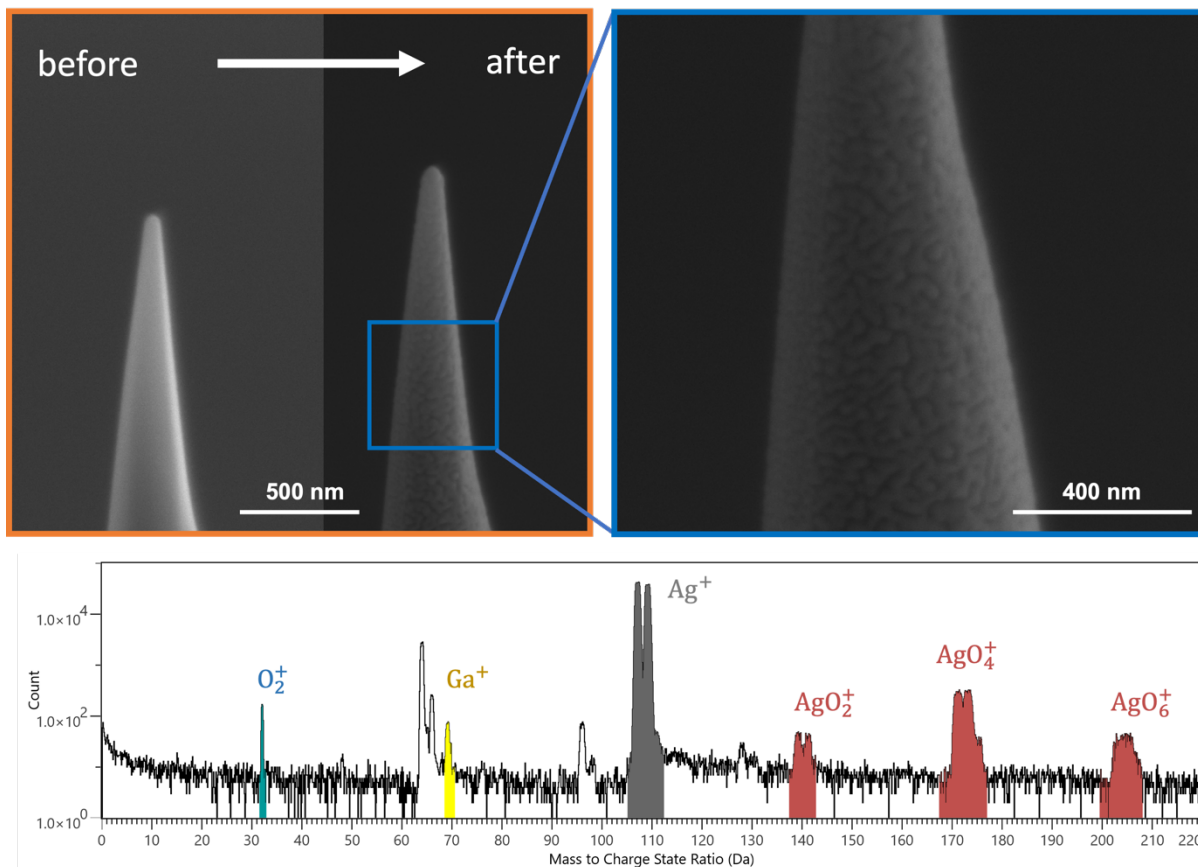 before
after
500 nm
400 nm
Count
1.0×10⁴
1.0×10²
1.0×10⁰
O₂⁺
Ga⁺
Ag⁺
AgO₂⁺
AgO₄⁺
AgO₆⁺
0 10 20 30 40 50 60 70 80 90 100 110 120 130 140 150 160 170 180 190 200 210 220
Mass to Charge State Ratio (Da)